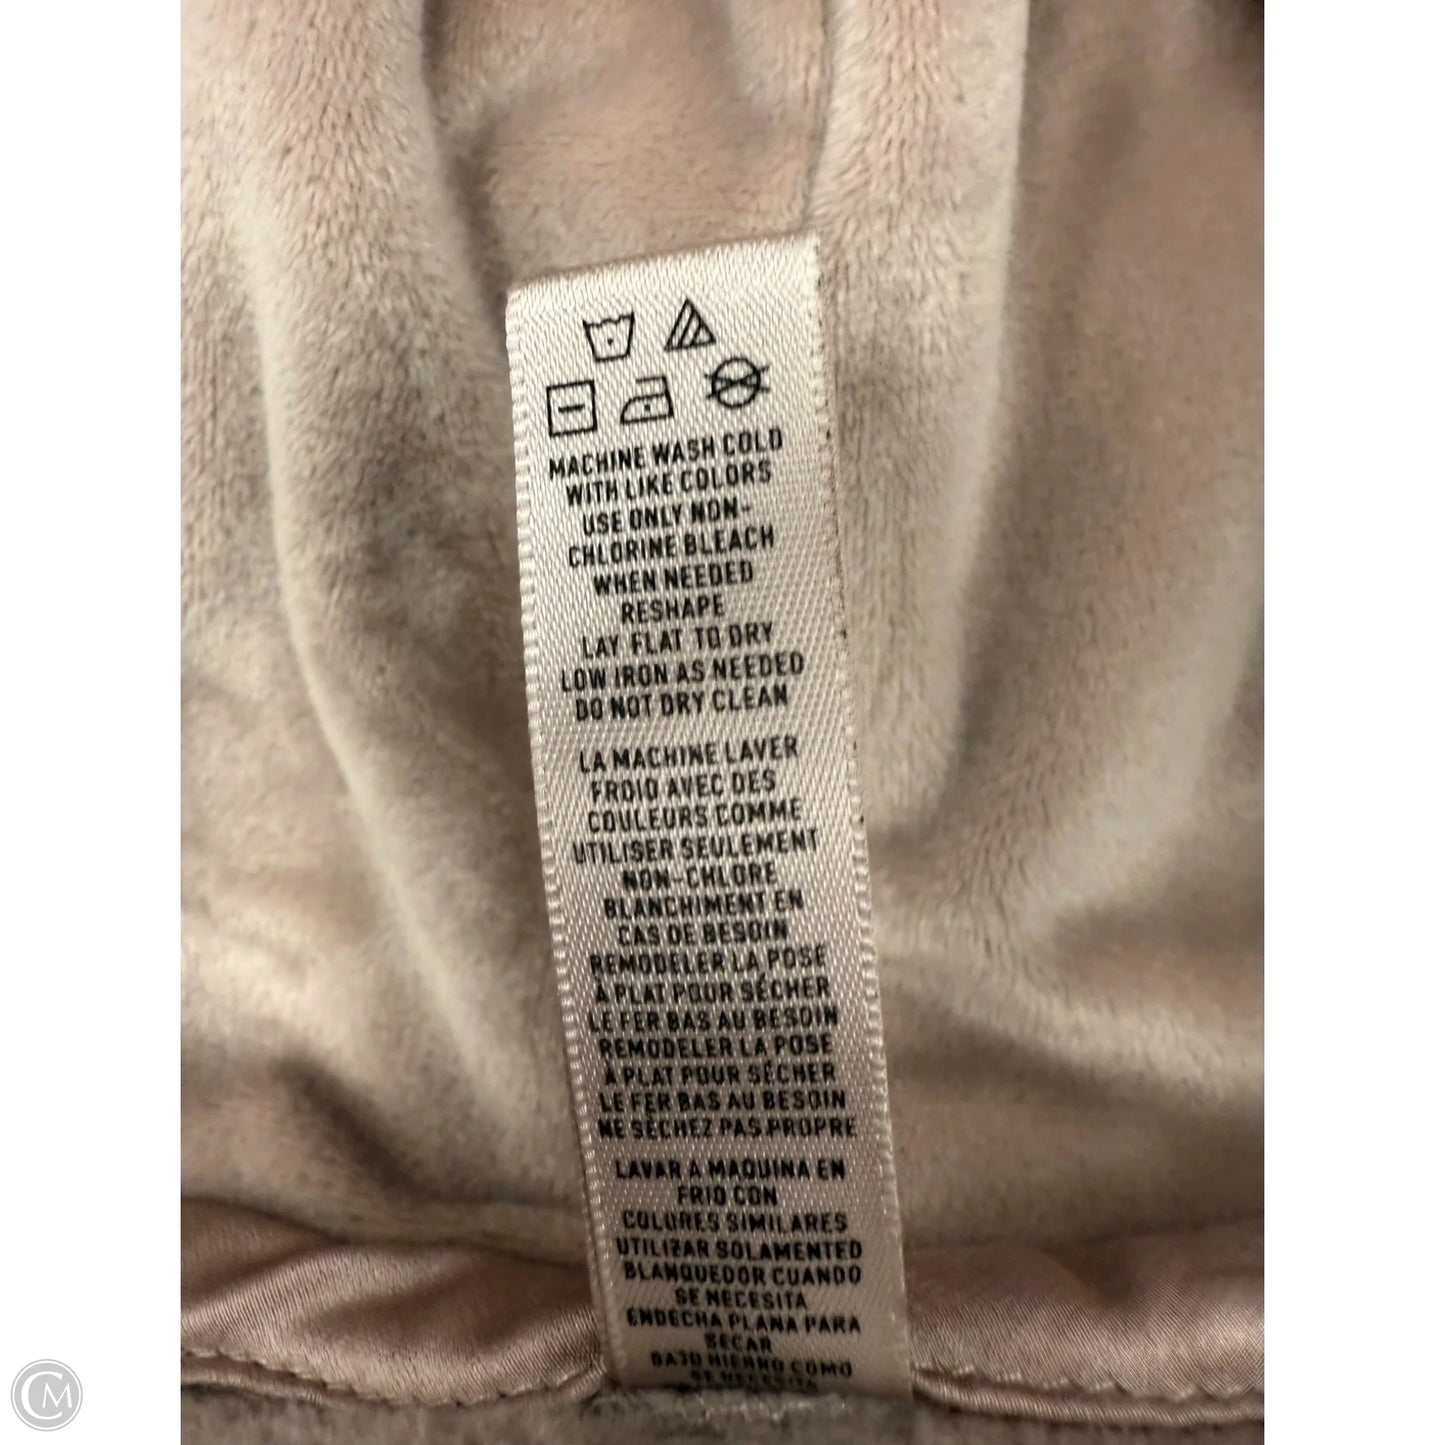 MACHINE WASH COLD
WITH LIKE COLORS
USE ONLY NON-
CHLORINE BLEACH
WHEN NEEDED
RESHAPE
LAY FLAT TO DRY
LOW IRON AS NEEDED
DO NOT DRY CLEAN
LA MACHINE LAVER
FROID AVEC DES
COULEURS COMME
UTILISER SEULEMENT
NON-CHLORE
BLANCHIMENT EN
CAS DE BESOIN
REMODELER LA POSE
À PLAT POUR SÉCHER
LE FER BAS AU BESOIN
REMODELER LA POSE
À PLAT POUR SÉCHER
LE FER BAS AU BESOIN
NE SÉCHEZ PAS PROPRE
LAVAR A MAQUINA EN
FRIO CON
COLORES SIMILARES
UTILIZAR SOLAMENTED
BLANQUEDOR CUANDO
SE NECESITA
ENDECHA PLANA PARA
SECAR
BAJO HIERRO COMO
SE NECESITA
CM